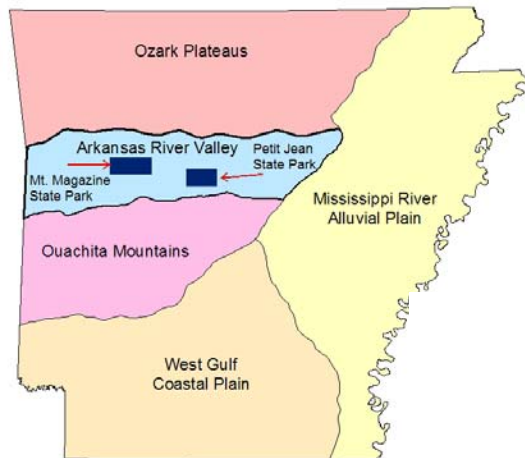 Ozark Plateaus
Arkansas River Valley
Petit Jean
State Park
Mt. Magazine
State Park
Mississippi River
Alluvial Plain
Ouachita Mountains
West Gulf
Coastal Plain